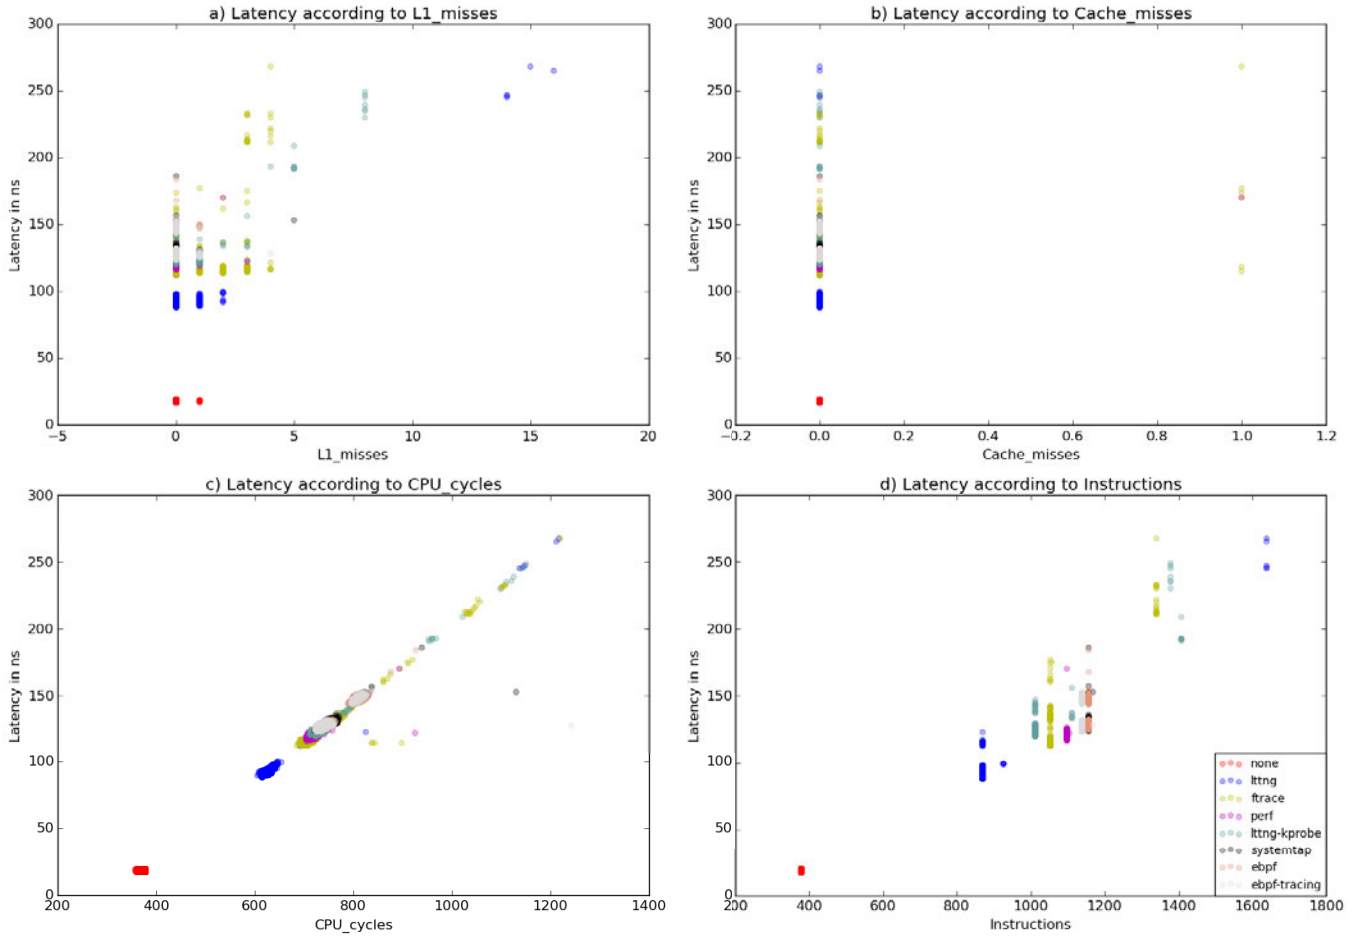 a) Latency according to L1_misses
300
250
200
150
100
50
0
Latency in ns
−5
0
5
10
15
20
L1_misses
b) Latency according to Cache_misses
300
250
200
150
100
50
0
Latency in ns
−0.2
0.0
0.2
0.4
0.6
0.8
1.0
1.2
Cache_misses
c) Latency according to CPU_cycles
300
250
200
150
100
50
0
Latency in ns
200
400
600
800
1000
1200
1400
CPU_cycles
d) Latency according to Instructions
300
250
200
150
100
50
0
Latency in ns
200
400
600
800
1000
1200
1400
1600
1800
Instructions
none
lttng
ftrace
perf
lttng-kprobe
systemtap
ebpf
ebpf-tracing